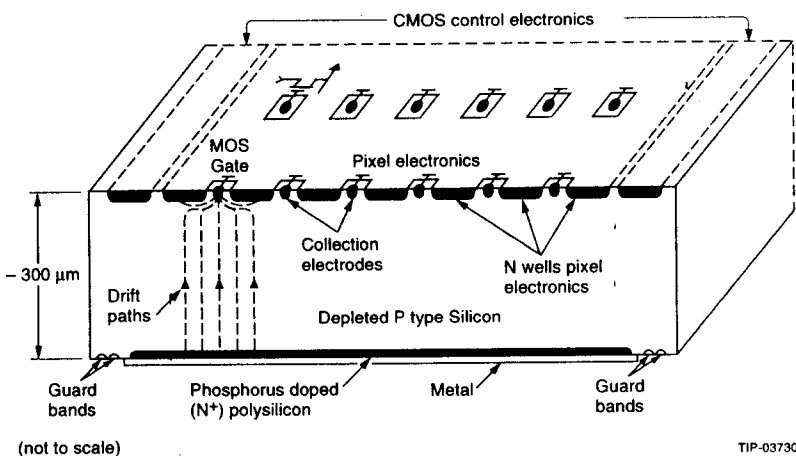 CMOS control electronics
MOS
Gate
Pixel electronics
Collection
electrodes
N wells pixel
electronics
– 300 µm
Drift
paths
Depleted P type Silicon
Guard
bands
Phosphorus doped
(N⁺) polysilicon
Metal
Guard
bands
(not to scale)
TIP-03730